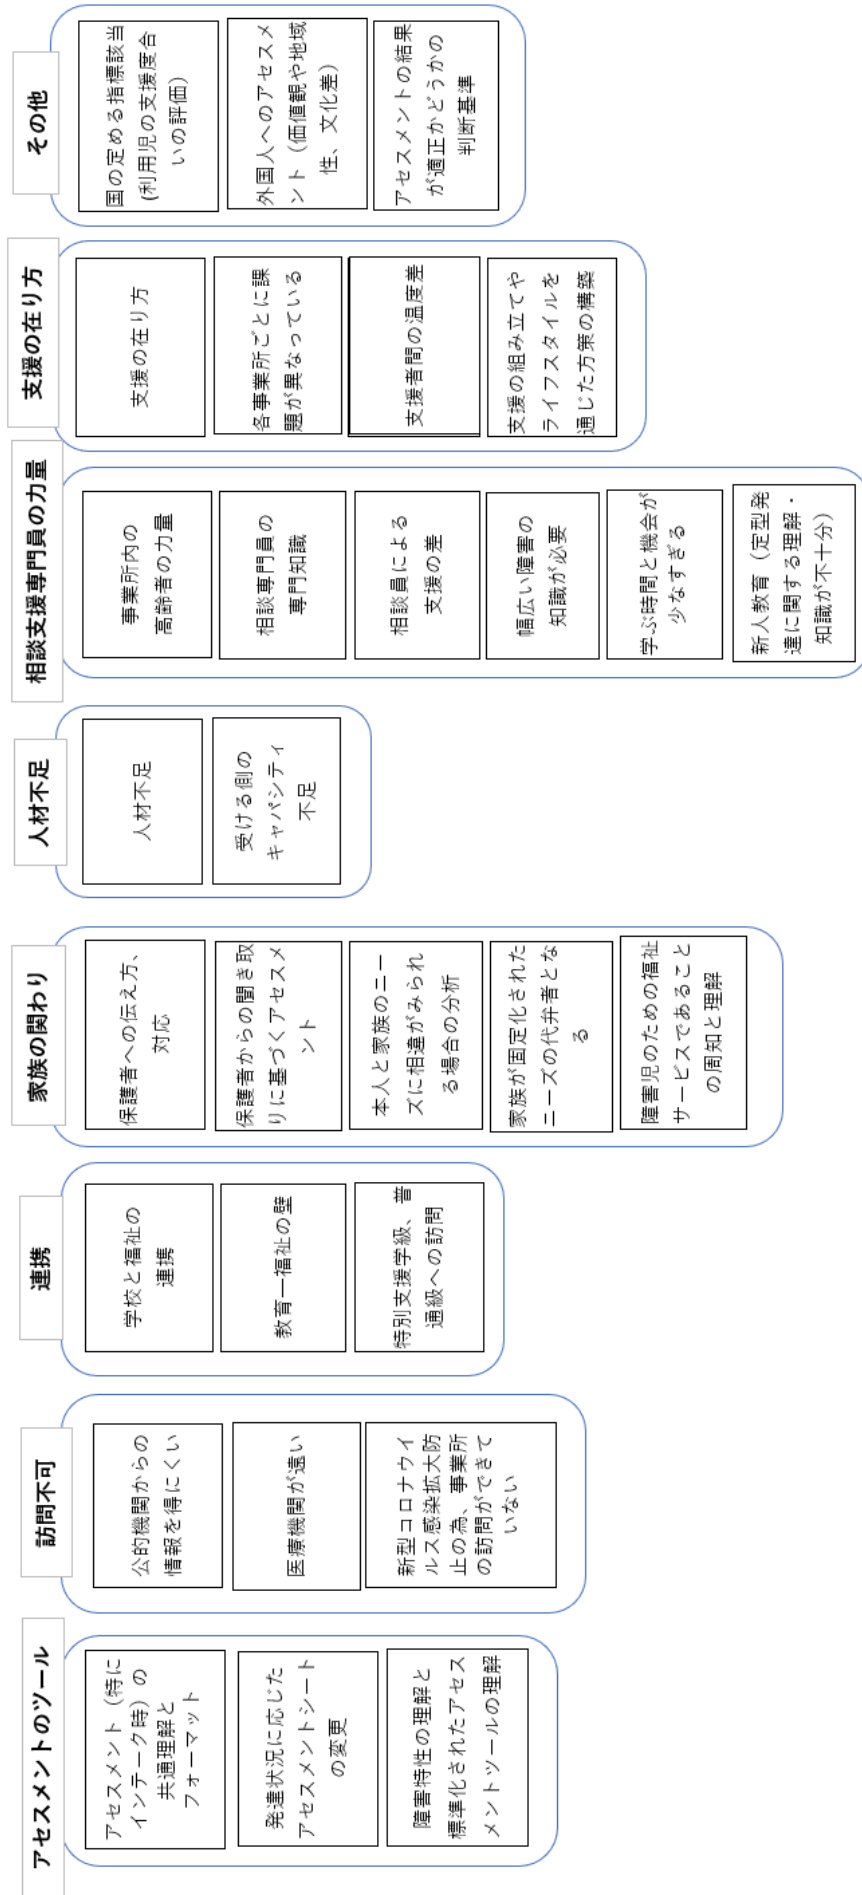 アセスメントのツール
アセスメント（特に
インテーク時）の
共通理解と
フォーマット
発達状況に応じた
アセスメントシート
の変更
障害特性の理解と
標準化されたアセス
メントツールの理解
訪問不可
公的機関からの
情報を得にくい
医療機関が遠い
新型コロナウイ
ルス感染拡大防
止の為、事業所
の訪問ができて
いない
連携
学校と福祉の
連携
教育ー福祉の壁
特別支援学級、普
通級への訪問
家族の関わり
保護者への伝え方、
対応
保護者からの聞き取
りに基づくアセスメ
ント
本人と家族のニー
ズに相違がみられ
る場合の分析
家族が固定化された
ニーズの代弁者とな
る
障害児のための福祉
サービスであること
の周知と理解
人材不足
人材不足
受ける側の
キャパシティ
不足
相談支援専門員の力量
事業所内の
高齢者の力量
相談専門員の
専門知識
相談員による
支援の差
幅広い障害の
知識が必要
学ぶ時間と機会が
少なすぎる
新人教育（定型発
達に関する理解・
知識が不十分）
支援の在り方
支援の在り方
各事業所ごとに課
題が異なっている
支援者間の温度差
支援の組み立てや
ライフスタイルを
通じた方策の構築
その他
国の定める指標該当
(利用児の支援度合
いの評価)
外国人へのアセスメ
ント（価値観や地域
性、文化差）
アセスメントの結果
が適正かどうかの
判断基準